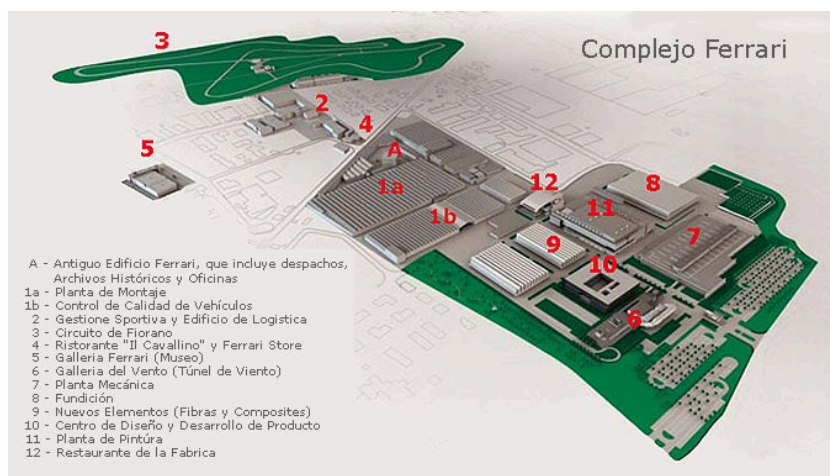 Complejo Ferrari
3
2
4
5
A
1a
1b
12
8
11
9
7
10
6
A - Antiguo Edificio Ferrari, que incluye despachos,
Archivos Históricos y Oficinas
1a - Planta de Montaje
1b - Control de Calidad de Vehículos
2 - Gestione Sportiva y Edificio de Logistica
3 - Circuito de Fiorano
4 - Ristorante "Il Cavallino" y Ferrari Store
5 - Galleria Ferrari (Museo)
6 - Galleria del Vento (Túnel de Viento)
7 - Planta Mecánica
8 - Fundición
9 - Nuevos Elementos (Fibras y Composites)
10 - Centro de Diseño y Desarrollo de Producto
11 - Planta de Pintúra
12 - Restaurante de la Fabrica